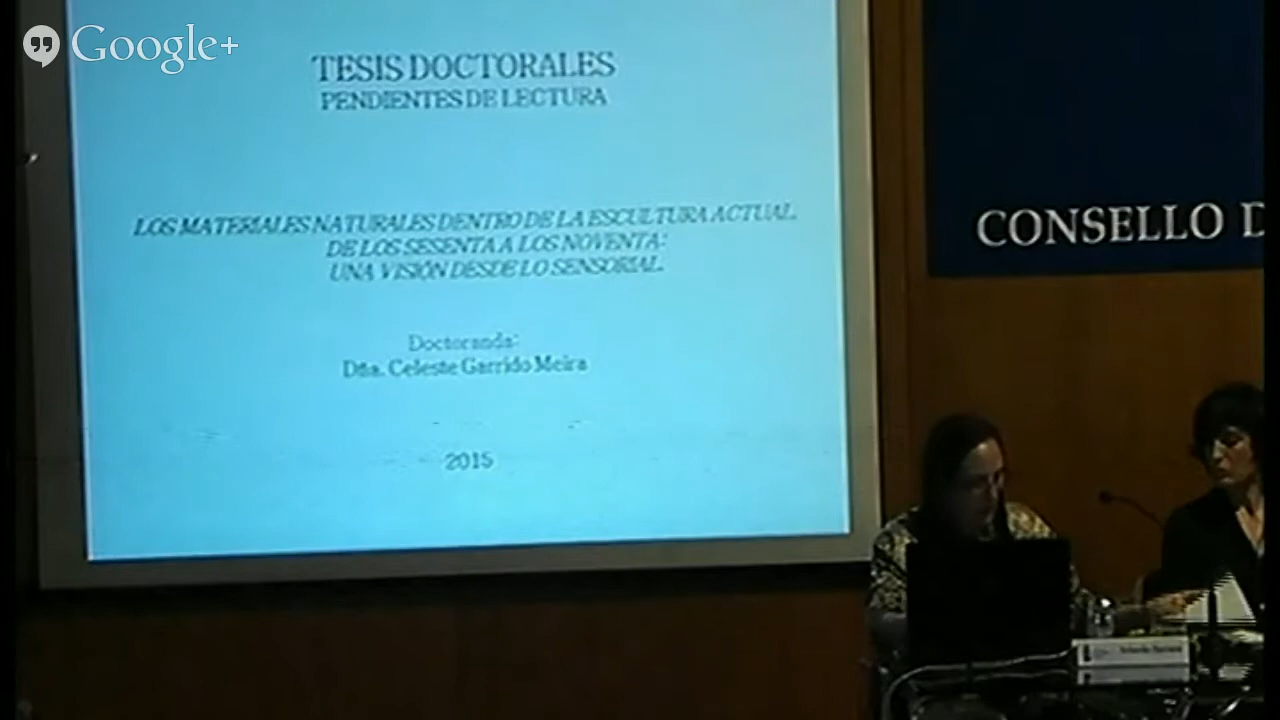 Google+
TESIS DOCTORALES
PENDIENTES DE LECTURA
LOS MATERIALES NATURALES DENTRO DE LA ESCULTURA ACTUAL.
DE LOS SESENTA A LOS NOVENTA:
UNA VISIÓN DESDE LO SENSORIAL.
Doctoranda:
Dña. Celeste Garrido Meira
2015
CONSELLO D